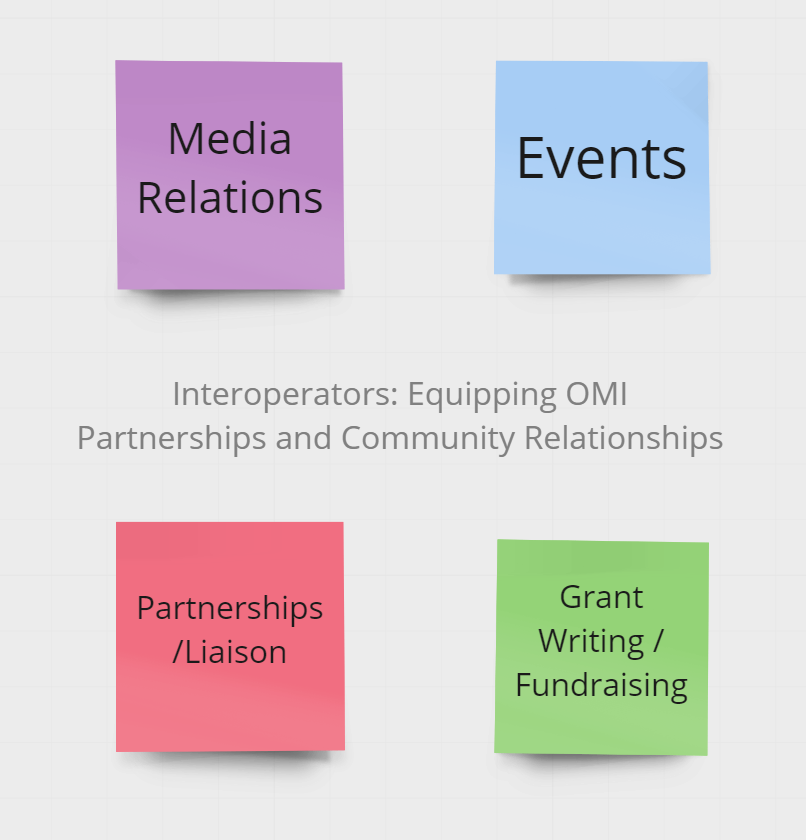 Media
Relations
Events
Interoperators: Equipping OMI
Partnerships and Community Relationships
Partnerships
/Liaison
Grant
Writing /
Fundraising